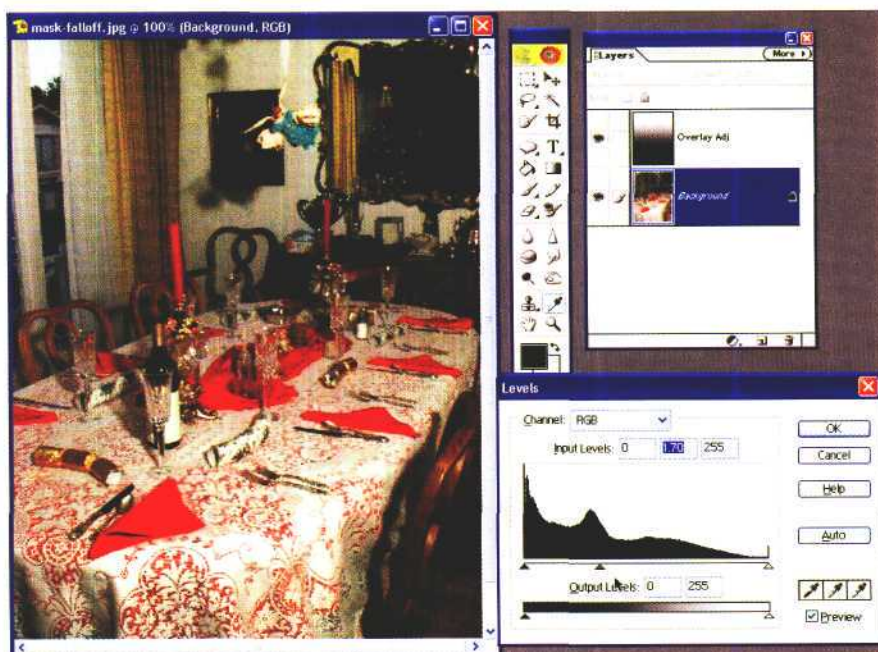 mask-falloff.jpg @ 100% (Background, RGB)
Layers
More
T
Overlay Adj
Background
Levels
Channel: RGB
Input Levels: 0 1.70 255
OK
Cancel
Help
Auto
Output Levels: 0 255
Preview